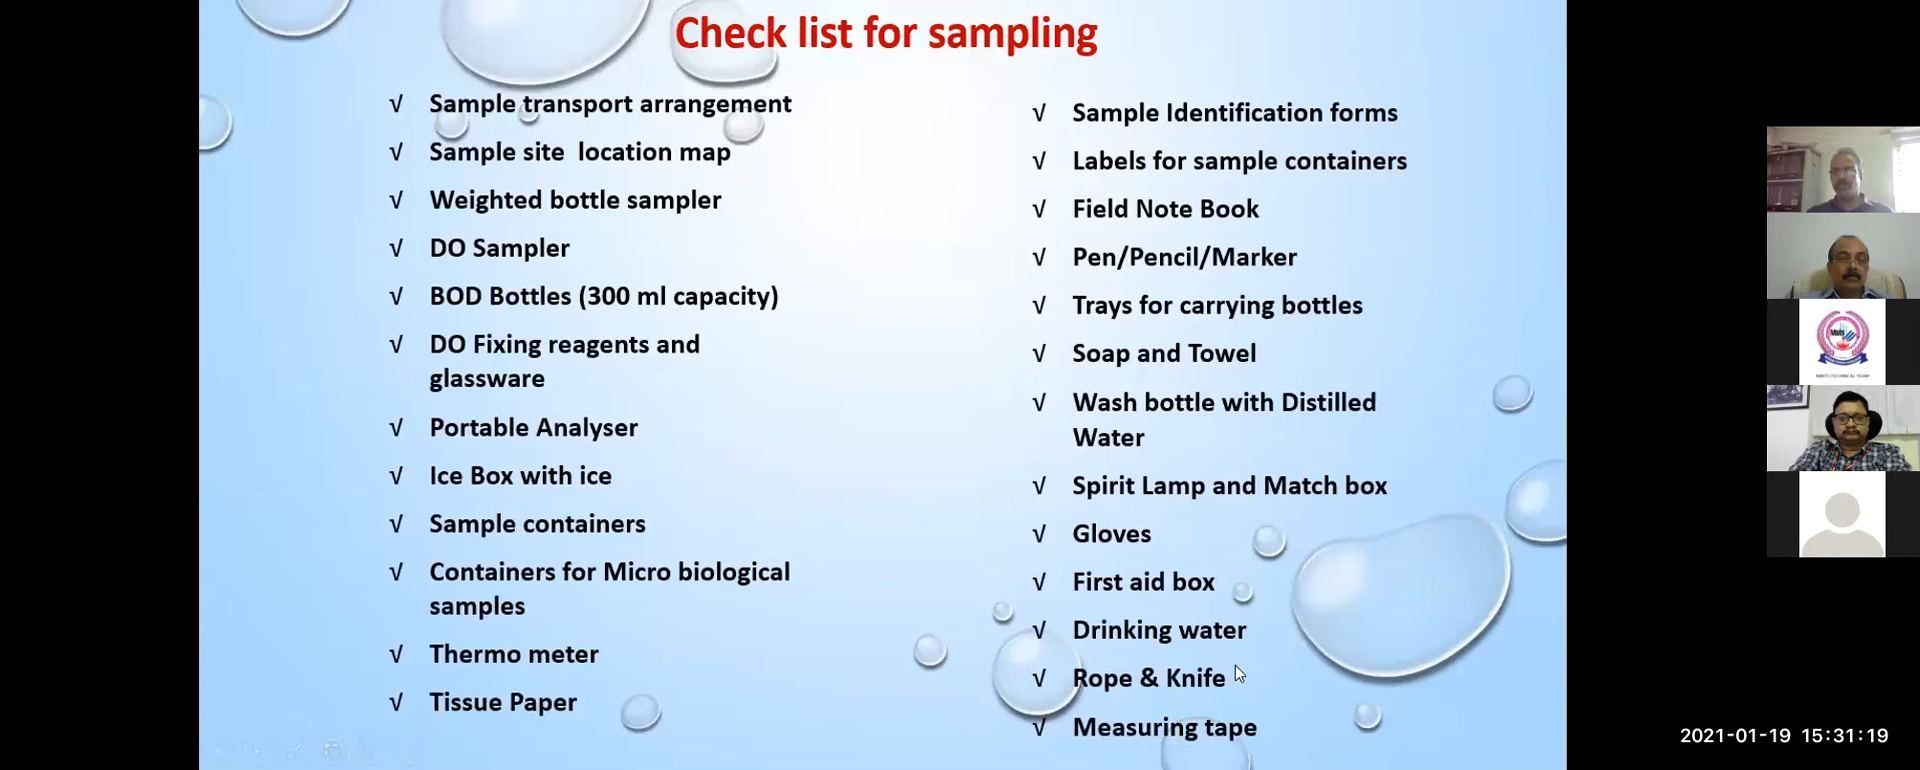 Check list for sampling
√ Sample transport arrangement
√ Sample site location map
√ Weighted bottle sampler
√ DO Sampler
√ BOD Bottles (300 ml capacity)
√ DO Fixing reagents and
glassware
√ Portable Analyser
√ Ice Box with ice
√ Sample containers
√ Containers for Micro biological
samples
√ Thermo meter
√ Tissue Paper
√ Sample Identification forms
√ Labels for sample containers
√ Field Note Book
√ Pen/Pencil/Marker
√ Trays for carrying bottles
√ Soap and Towel
√ Wash bottle with Distilled
Water
√ Spirit Lamp and Match box
√ Gloves
√ First aid box
√ Drinking water
√ Rope & Knife
√ Measuring tape
2021-01-19 15:31:19